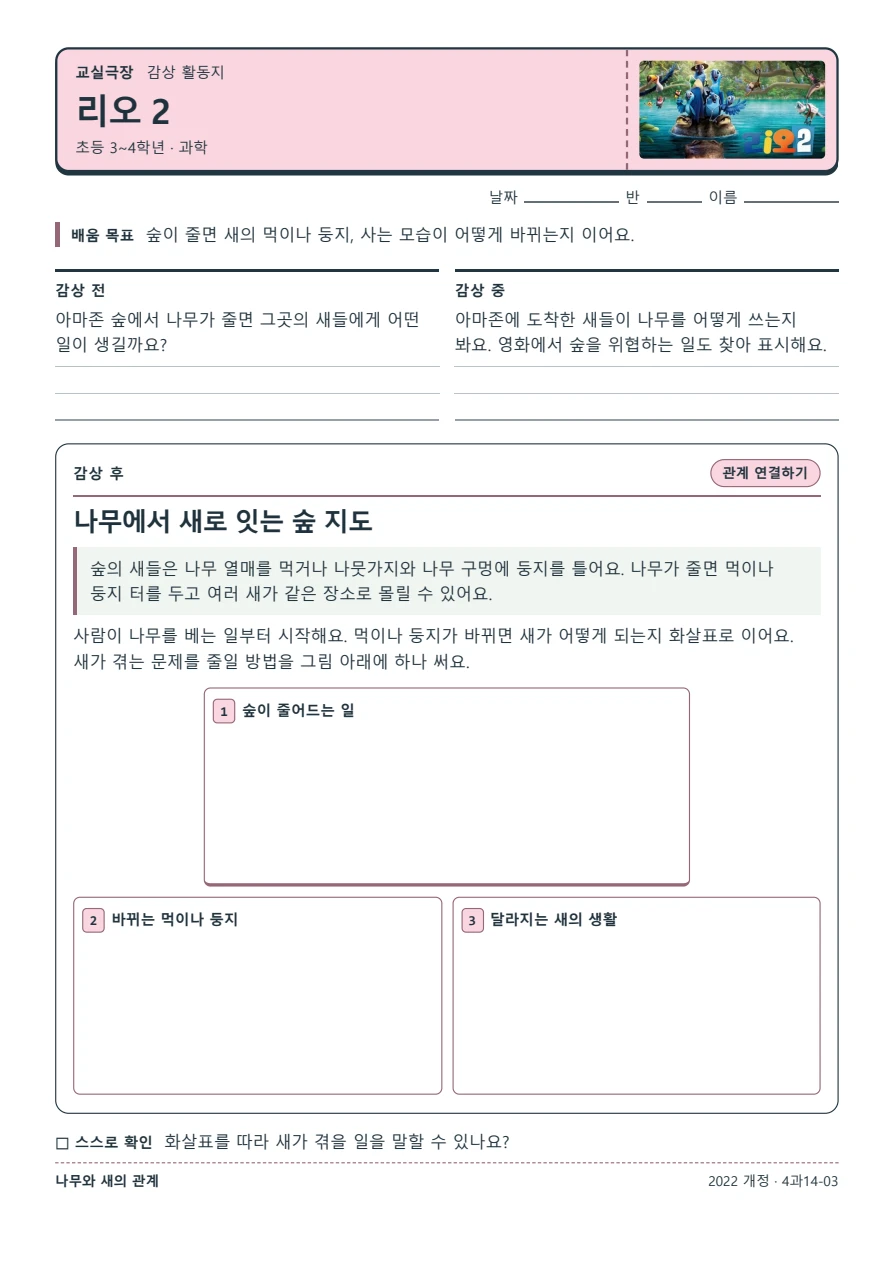 교실극장 감상 활동지
리오 2
초등 3~4학년 · 과학
리오2
날짜 반 이름
배움 목표 숲이 줄면 새의 먹이나 둥지, 사는 모습이 어떻게 바뀌는지 이어요.
감상 전
아마존 숲에서 나무가 줄면 그곳의 새들에게 어떤
일이 생길까요?
감상 중
아마존에 도착한 새들이 나무를 어떻게 쓰는지
봐요. 영화에서 숲을 위협하는 일도 찾아 표시해요.
감상 후
관계 연결하기
나무에서 새로 잇는 숲 지도
숲의 새들은 나무 열매를 먹거나 나뭇가지와 나무 구멍에 둥지를 틀어요. 나무가 줄면 먹이나
둥지 터를 두고 여러 새가 같은 장소로 몰릴 수 있어요.
사람이 나무를 베는 일부터 시작해요. 먹이나 둥지가 바뀌면 새가 어떻게 되는지 화살표로 이어요.
새가 겪는 문제를 줄일 방법을 그림 아래에 하나 써요.
1 숲이 줄어드는 일
2 바뀌는 먹이나 둥지
3 달라지는 새의 생활
□ 스스로 확인 화살표를 따라 새가 겪을 일을 말할 수 있나요?
나무와 새의 관계
2022 개정 · 4과14-03